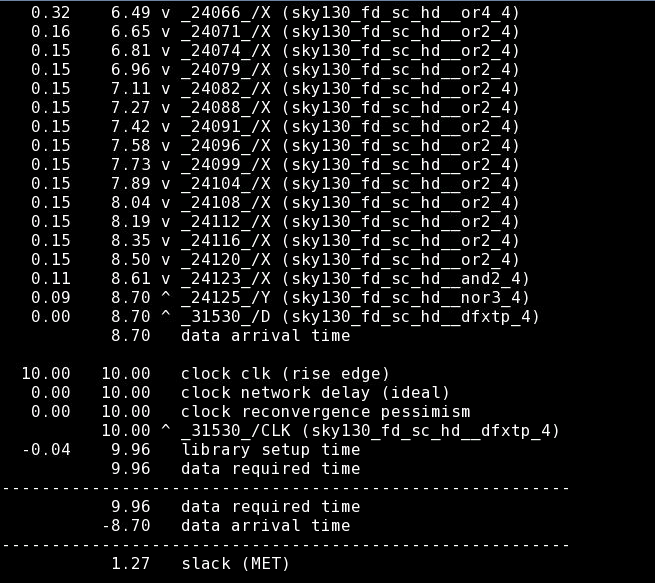 0.32 6.49 v _24066_/X (sky130_fd_sc_hd__or4_4)
0.16 6.65 v _24071_/X (sky130_fd_sc_hd__or2_4)
0.15 6.81 v _24074_/X (sky130_fd_sc_hd__or2_4)
0.15 6.96 v _24079_/X (sky130_fd_sc_hd__or2_4)
0.15 7.11 v _24082_/X (sky130_fd_sc_hd__or2_4)
0.15 7.27 v _24088_/X (sky130_fd_sc_hd__or2_4)
0.15 7.42 v _24091_/X (sky130_fd_sc_hd__or2_4)
0.15 7.58 v _24096_/X (sky130_fd_sc_hd__or2_4)
0.15 7.73 v _24099_/X (sky130_fd_sc_hd__or2_4)
0.15 7.89 v _24104_/X (sky130_fd_sc_hd__or2_4)
0.15 8.04 v _24108_/X (sky130_fd_sc_hd__or2_4)
0.15 8.19 v _24112_/X (sky130_fd_sc_hd__or2_4)
0.15 8.35 v _24116_/X (sky130_fd_sc_hd__or2_4)
0.15 8.50 v _24120_/X (sky130_fd_sc_hd__or2_4)
0.11 8.61 v _24123_/X (sky130_fd_sc_hd__and2_4)
0.09 8.70 ^ _24125_/Y (sky130_fd_sc_hd__nor3_4)
0.00 8.70 ^ _31530_/D (sky130_fd_sc_hd__dfxtp_4)
8.70 data arrival time
10.00 10.00 clock clk (rise edge)
0.00 10.00 clock network delay (ideal)
0.00 10.00 clock reconvergence pessimism
10.00 ^ _31530_/CLK (sky130_fd_sc_hd__dfxtp_4)
-0.04 9.96 library setup time
9.96 data required time
---------------------------------------------------------
9.96 data required time
-8.70 data arrival time
---------------------------------------------------------
1.27 slack (MET)